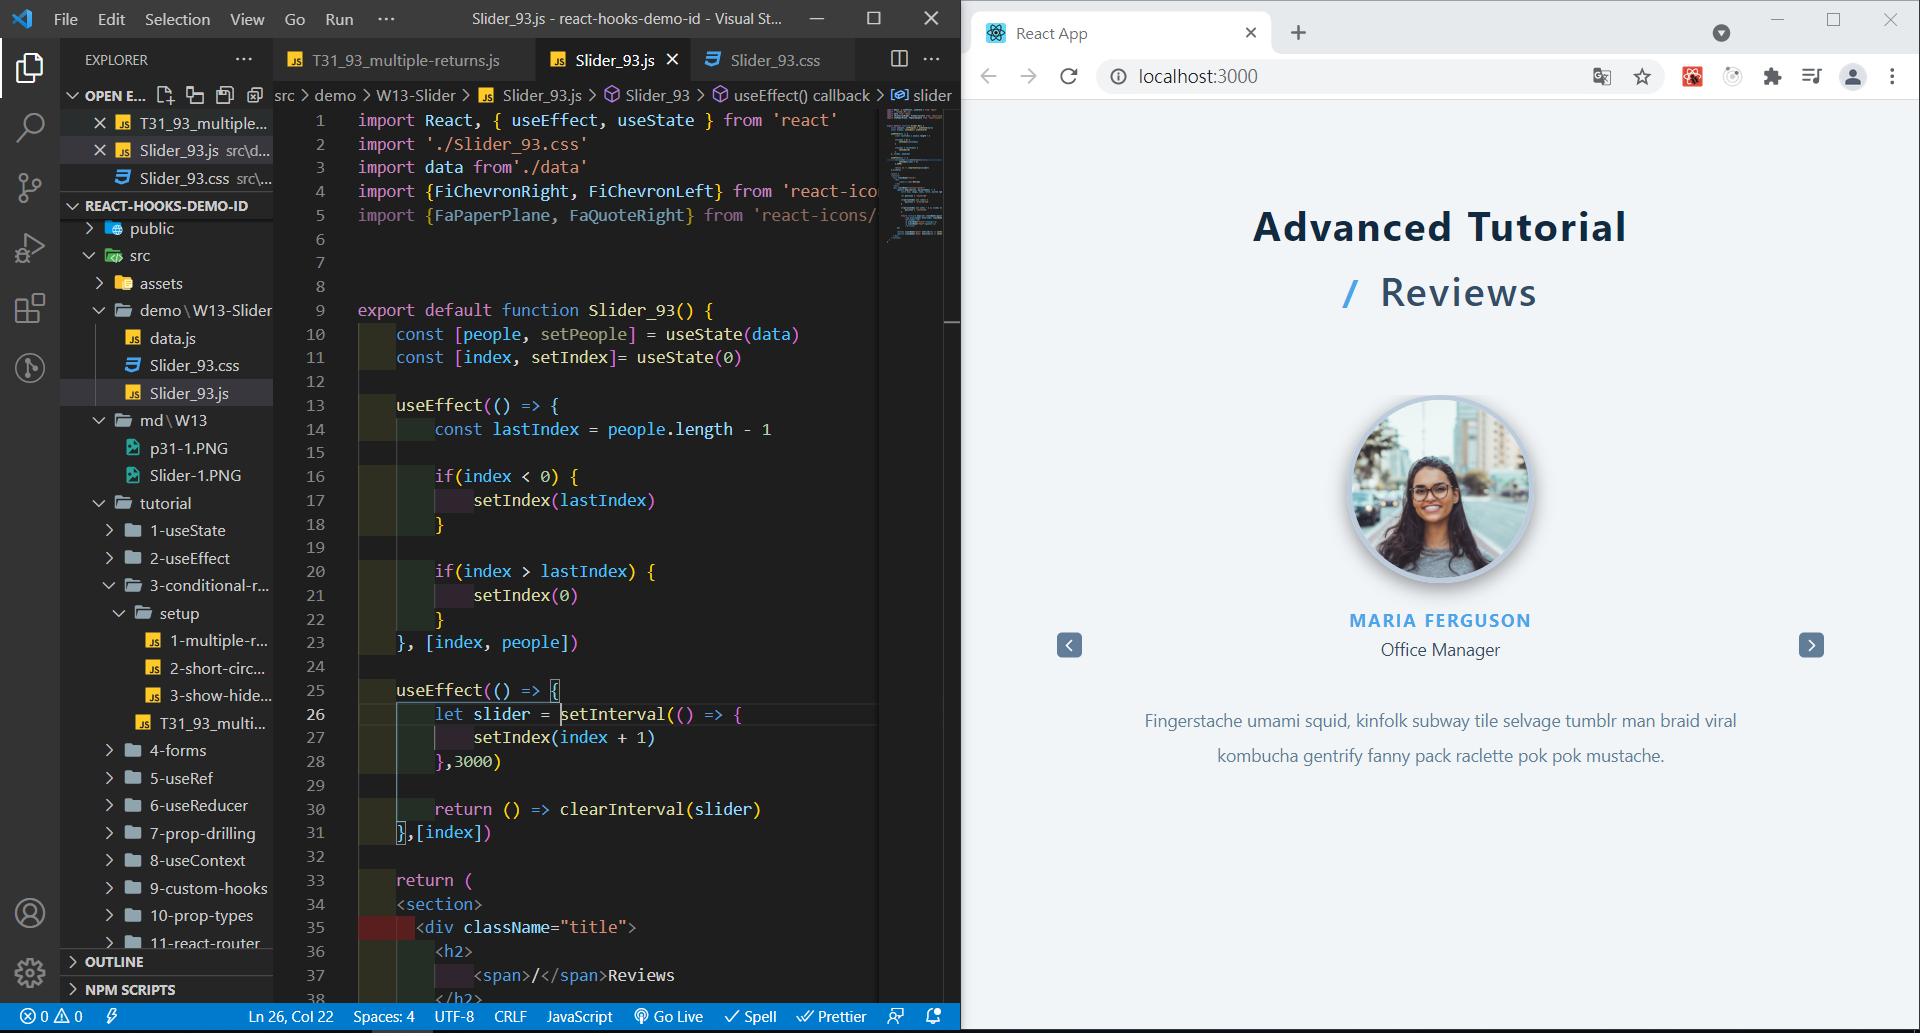 File Edit Selection View Go Run ··· Slider_93.js - react-hooks-demo-id - Visual St...
EXPLORER ···
OPEN E...
T31_93_multiple...
Slider_93.js src\d...
Slider_93.css src\...
REACT-HOOKS-DEMO-ID
public
src
assets
demo\W13-Slider
data.js
Slider_93.css
Slider_93.js
md\W13
p31-1.PNG
Slider-1.PNG
tutorial
1-useState
2-useEffect
3-conditional-r...
setup
1-multiple-r...
2-short-circ...
3-show-hide...
T31_93_multi...
4-forms
5-useRef
6-useReducer
7-prop-drilling
8-useContext
9-custom-hooks
10-prop-types
11-react-router
OUTLINE
NPM SCRIPTS
T31_93_multiple-returns.js Slider_93.js Slider_93.css ···
src > demo > W13-Slider > Slider_93.js > Slider_93 > useEffect() callback > slider
1 import React, { useEffect, useState } from 'react'
2 import './Slider_93.css'
3 import data from'./data'
4 import {FiChevronRight, FiChevronLeft} from 'react-ico
5 import {FaPaperPlane, FaQuoteRight} from 'react-icons/
6
7
8
9 export default function Slider_93() {
10 const [people, setPeople] = useState(data)
11 const [index, setIndex]= useState(0)
12
13 useEffect(() => {
14 const lastIndex = people.length - 1
15
16 if(index < 0) {
17 setIndex(lastIndex)
18 }
19
20 if(index > lastIndex) {
21 setIndex(0)
22 }
23 }, [index, people])
24
25 useEffect(() => {
26 let slider = setInterval(() => {
27 setIndex(index + 1)
28 },3000)
29
30 return () => clearInterval(slider)
31 },[index])
32
33 return (
34 <section>
35 <div className="title">
36 <h2>
37 <span>/</span>Reviews
38 </h2>
0 0 Ln 26, Col 22 Spaces: 4 UTF-8 CRLF JavaScript Go Live Spell Prettier
React App
localhost:3000
Advanced Tutorial
/ Reviews
MARIA FERGUSON
Office Manager
Fingerstache umami squid, kinfolk subway tile selvage tumblr man braid viral
kombucha gentrify fanny pack raclette pok pok mustache.